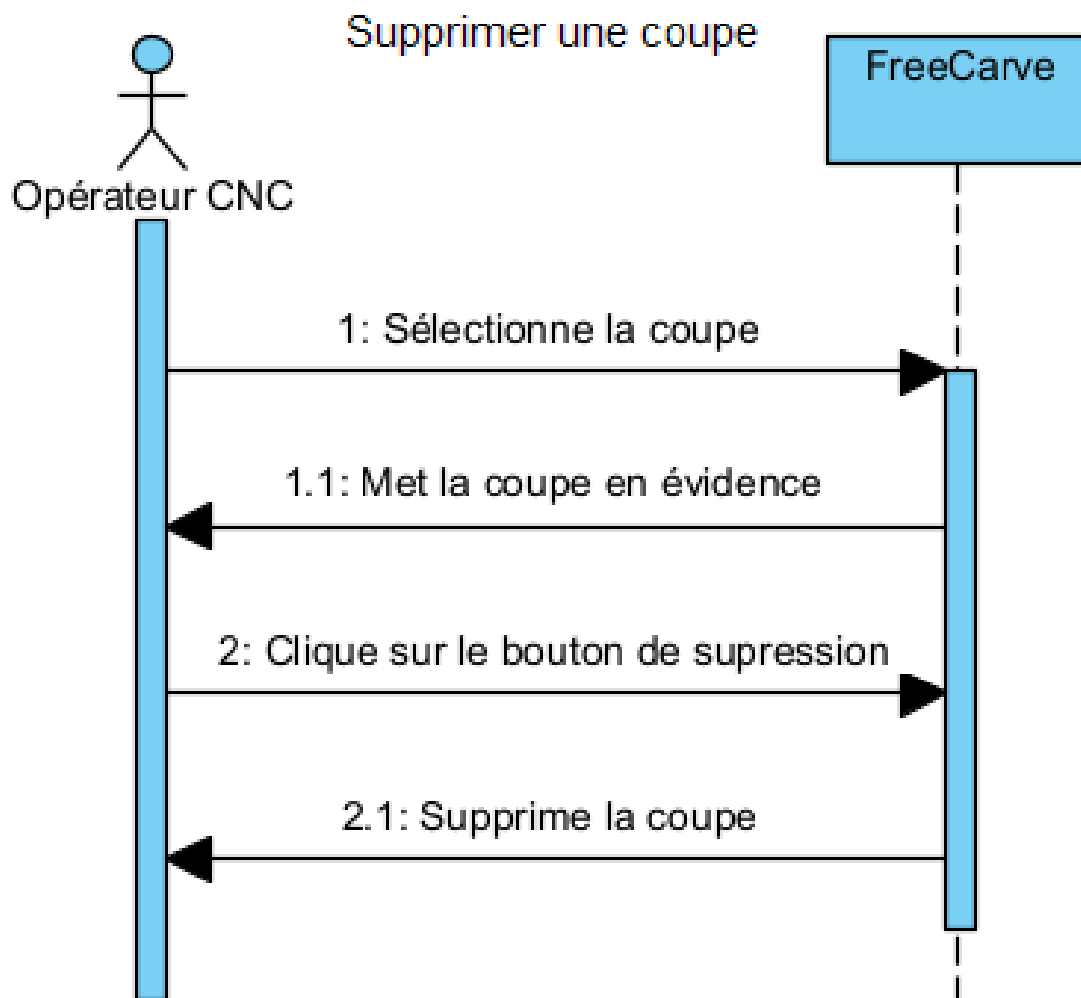 Supprimer une coupe
FreeCarve
Opérateur CNC
1: Sélectionne la coupe
1.1: Met la coupe en évidence
2: Clique sur le bouton de supression
2.1: Supprime la coupe